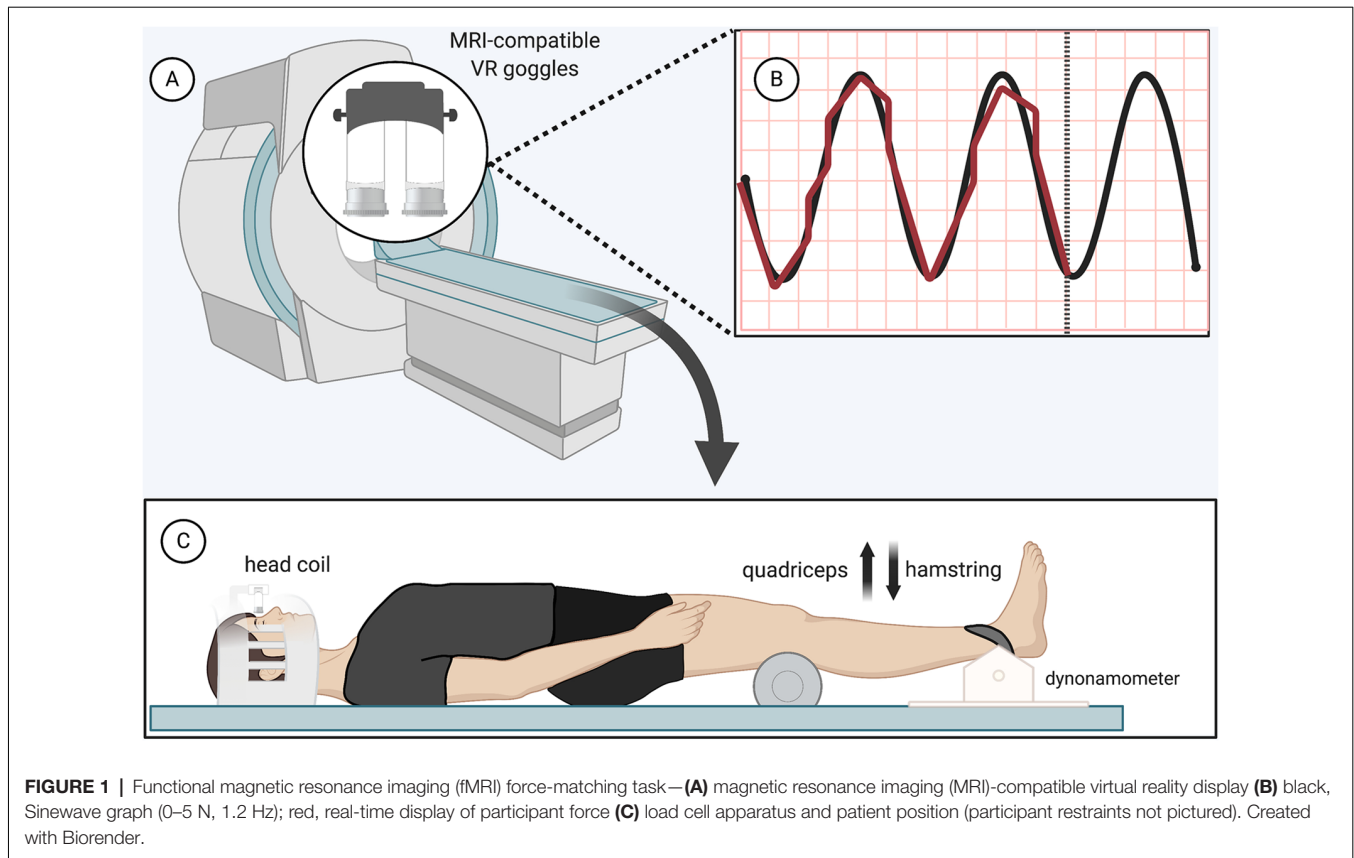 A
MRI-compatible
VR goggles
B
C
head coil
quadriceps
hamstring
dynonamometer
FIGURE 1 | Functional magnetic resonance imaging (fMRI) force-matching task—(A) magnetic resonance imaging (MRI)-compatible virtual reality display (B) black,
Sinewave graph (0–5 N, 1.2 Hz); red, real-time display of participant force (C) load cell apparatus and patient position (participant restraints not pictured). Created
with Biorender.